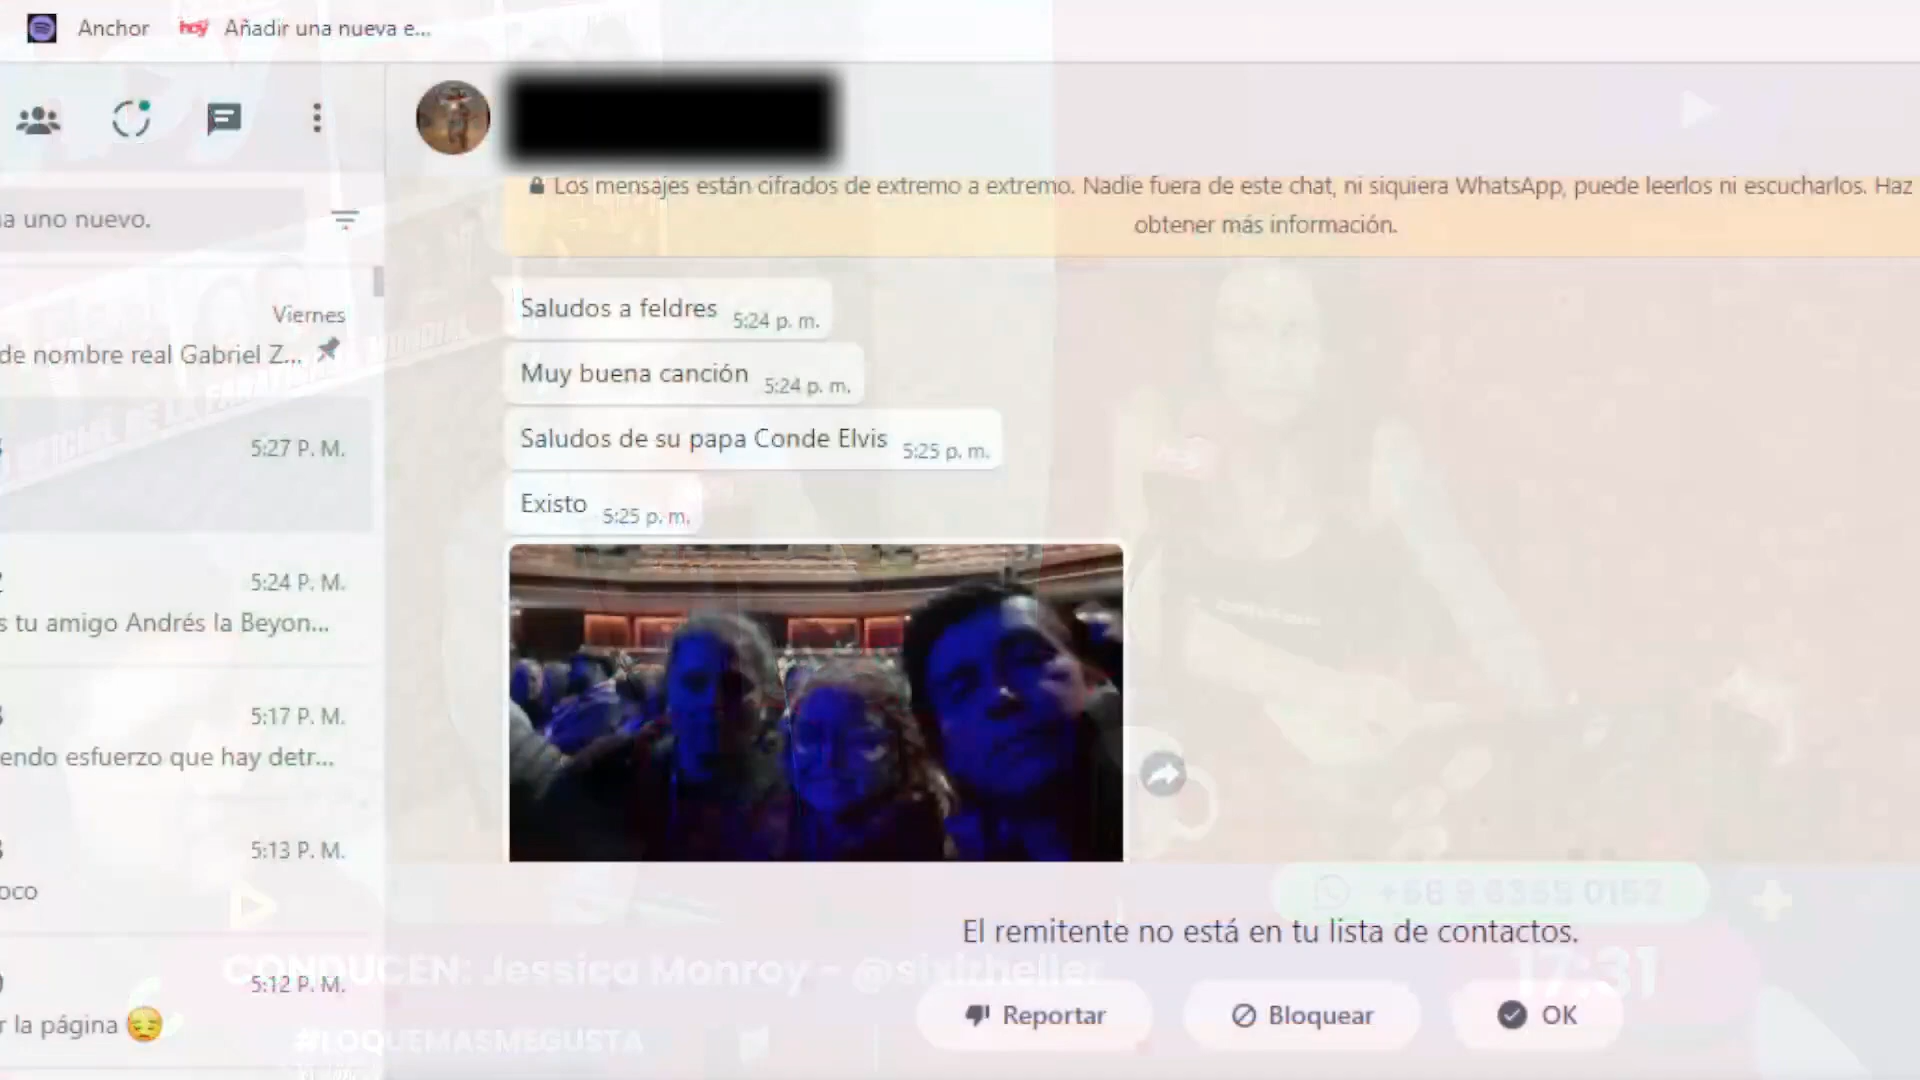 Anchor
hoy Añadir una nueva e...
a uno nuevo.
Viernes
de nombre real Gabriel Z...
5:27 P. M.
5:24 P. M.
s tu amigo Andrés la Beyon...
5:17 P. M.
endo esfuerzo que hay detr...
5:13 P. M.
oco
5:12 P. M.
r la página 😔
Los mensajes están cifrados de extremo a extremo. Nadie fuera de este chat, ni siquiera WhatsApp, puede leerlos ni escucharlos. Haz
obtener más información.
Saludos a feldres 5:24 p. m.
Muy buena canción 5:24 p. m.
Saludos de su papa Conde Elvis 5:25 p. m.
Existo 5:25 p. m.
El remitente no está en tu lista de contactos.
Reportar Bloquear OK
CONDUCEN: Jessica Monroy -
17:31
#LOQUEMASMEGUSTA